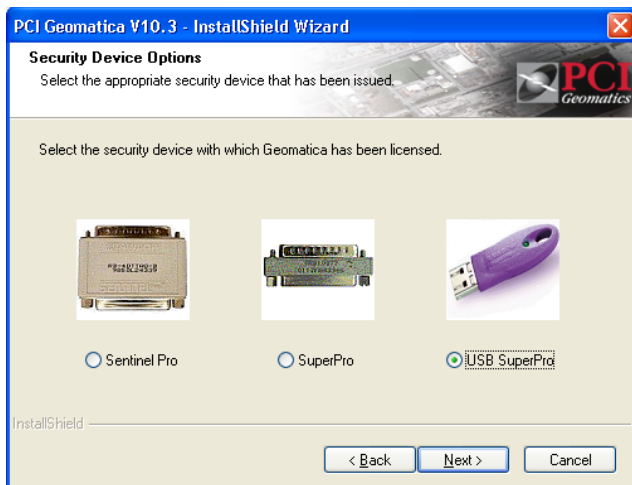 PCI Geomatica V10.3 - InstallShield Wizard
Security Device Options
Select the appropriate security device that has been issued.
PCI
Geomatics
Select the security device with which Geomatica has been licensed.
SENTINEL
Sentinel Pro
SuperPro
USB SuperPro
InstallShield
< Back
Next >
Cancel